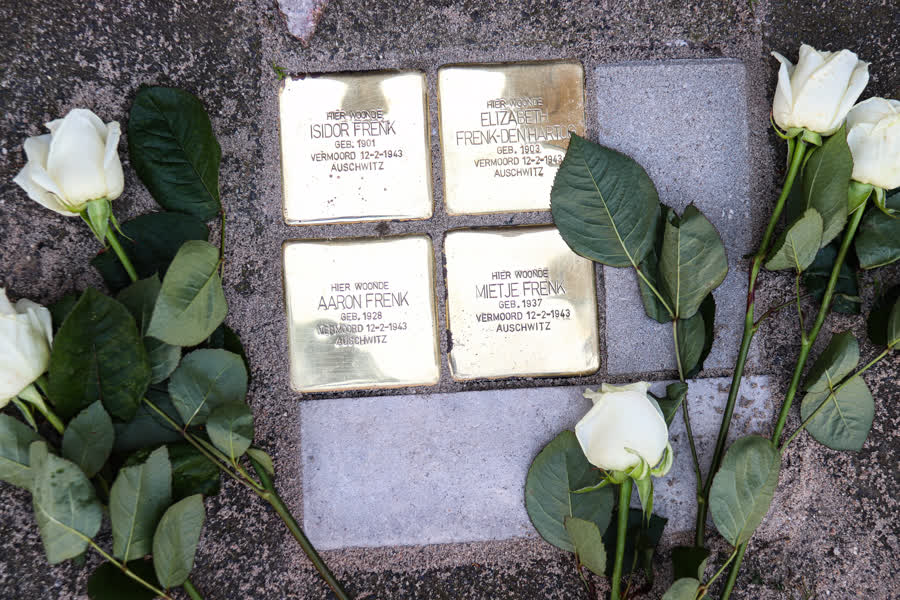 HIER WOONDE
ISIDOR FRENK
GEB. 1901
VERMOORD 12-2-1943
AUSCHWITZ
HIER WOONDE
ELIZABETH
FRENK-DEN HARTOG
GEB. 1903
VERMOORD 12-2-1943
AUSCHWITZ
HIER WOONDE
AARON FRENK
GEB. 1928
VERMOORD 12-2-1943
AUSCHWITZ
HIER WOONDE
MIETJE FRENK
GEB. 1937
VERMOORD 12-2-1943
AUSCHWITZ